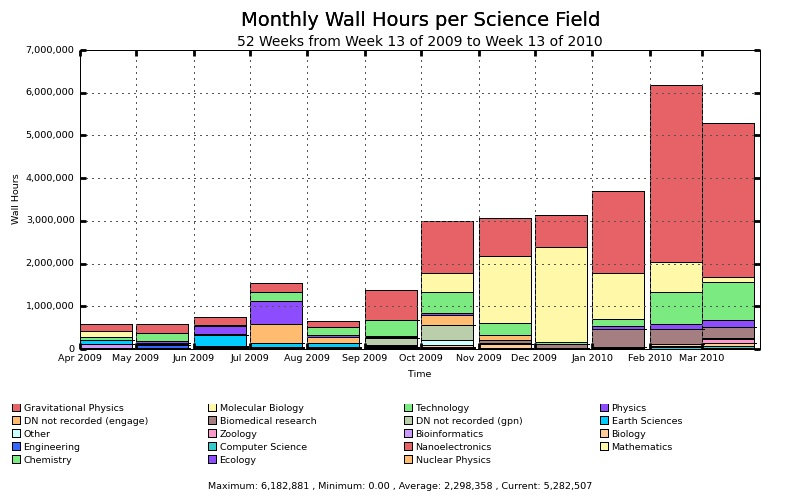 Monthly Wall Hours per Science Field
52 Weeks from Week 13 of 2009 to Week 13 of 2010
7,000,000
6,000,000
5,000,000
4,000,000
3,000,000
2,000,000
1,000,000
0
Wall Hours
Apr 2009 May 2009 Jun 2009 Jul 2009 Aug 2009 Sep 2009 Oct 2009 Nov 2009 Dec 2009 Jan 2010 Feb 2010 Mar 2010
Time
Gravitational Physics Molecular Biology Technology Physics
DN not recorded (engage) Biomedical research DN not recorded (gpn) Earth Sciences
Other Zoology Bioinformatics Biology
Engineering Computer Science Nanoelectronics Mathematics
Chemistry Ecology Nuclear Physics
Maximum: 6,182,881 , Minimum: 0.00 , Average: 2,298,358 , Current: 5,282,507